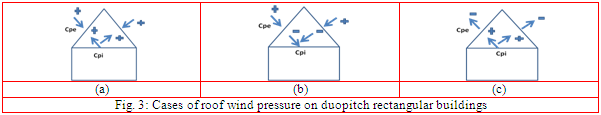 + + + + Cpe Cpi
+ + - - Cpe Cpi
- - + + Cpe Cpi
(a) (b) (c)
Fig. 3: Cases of roof wind pressure on duopitch rectangular buildings